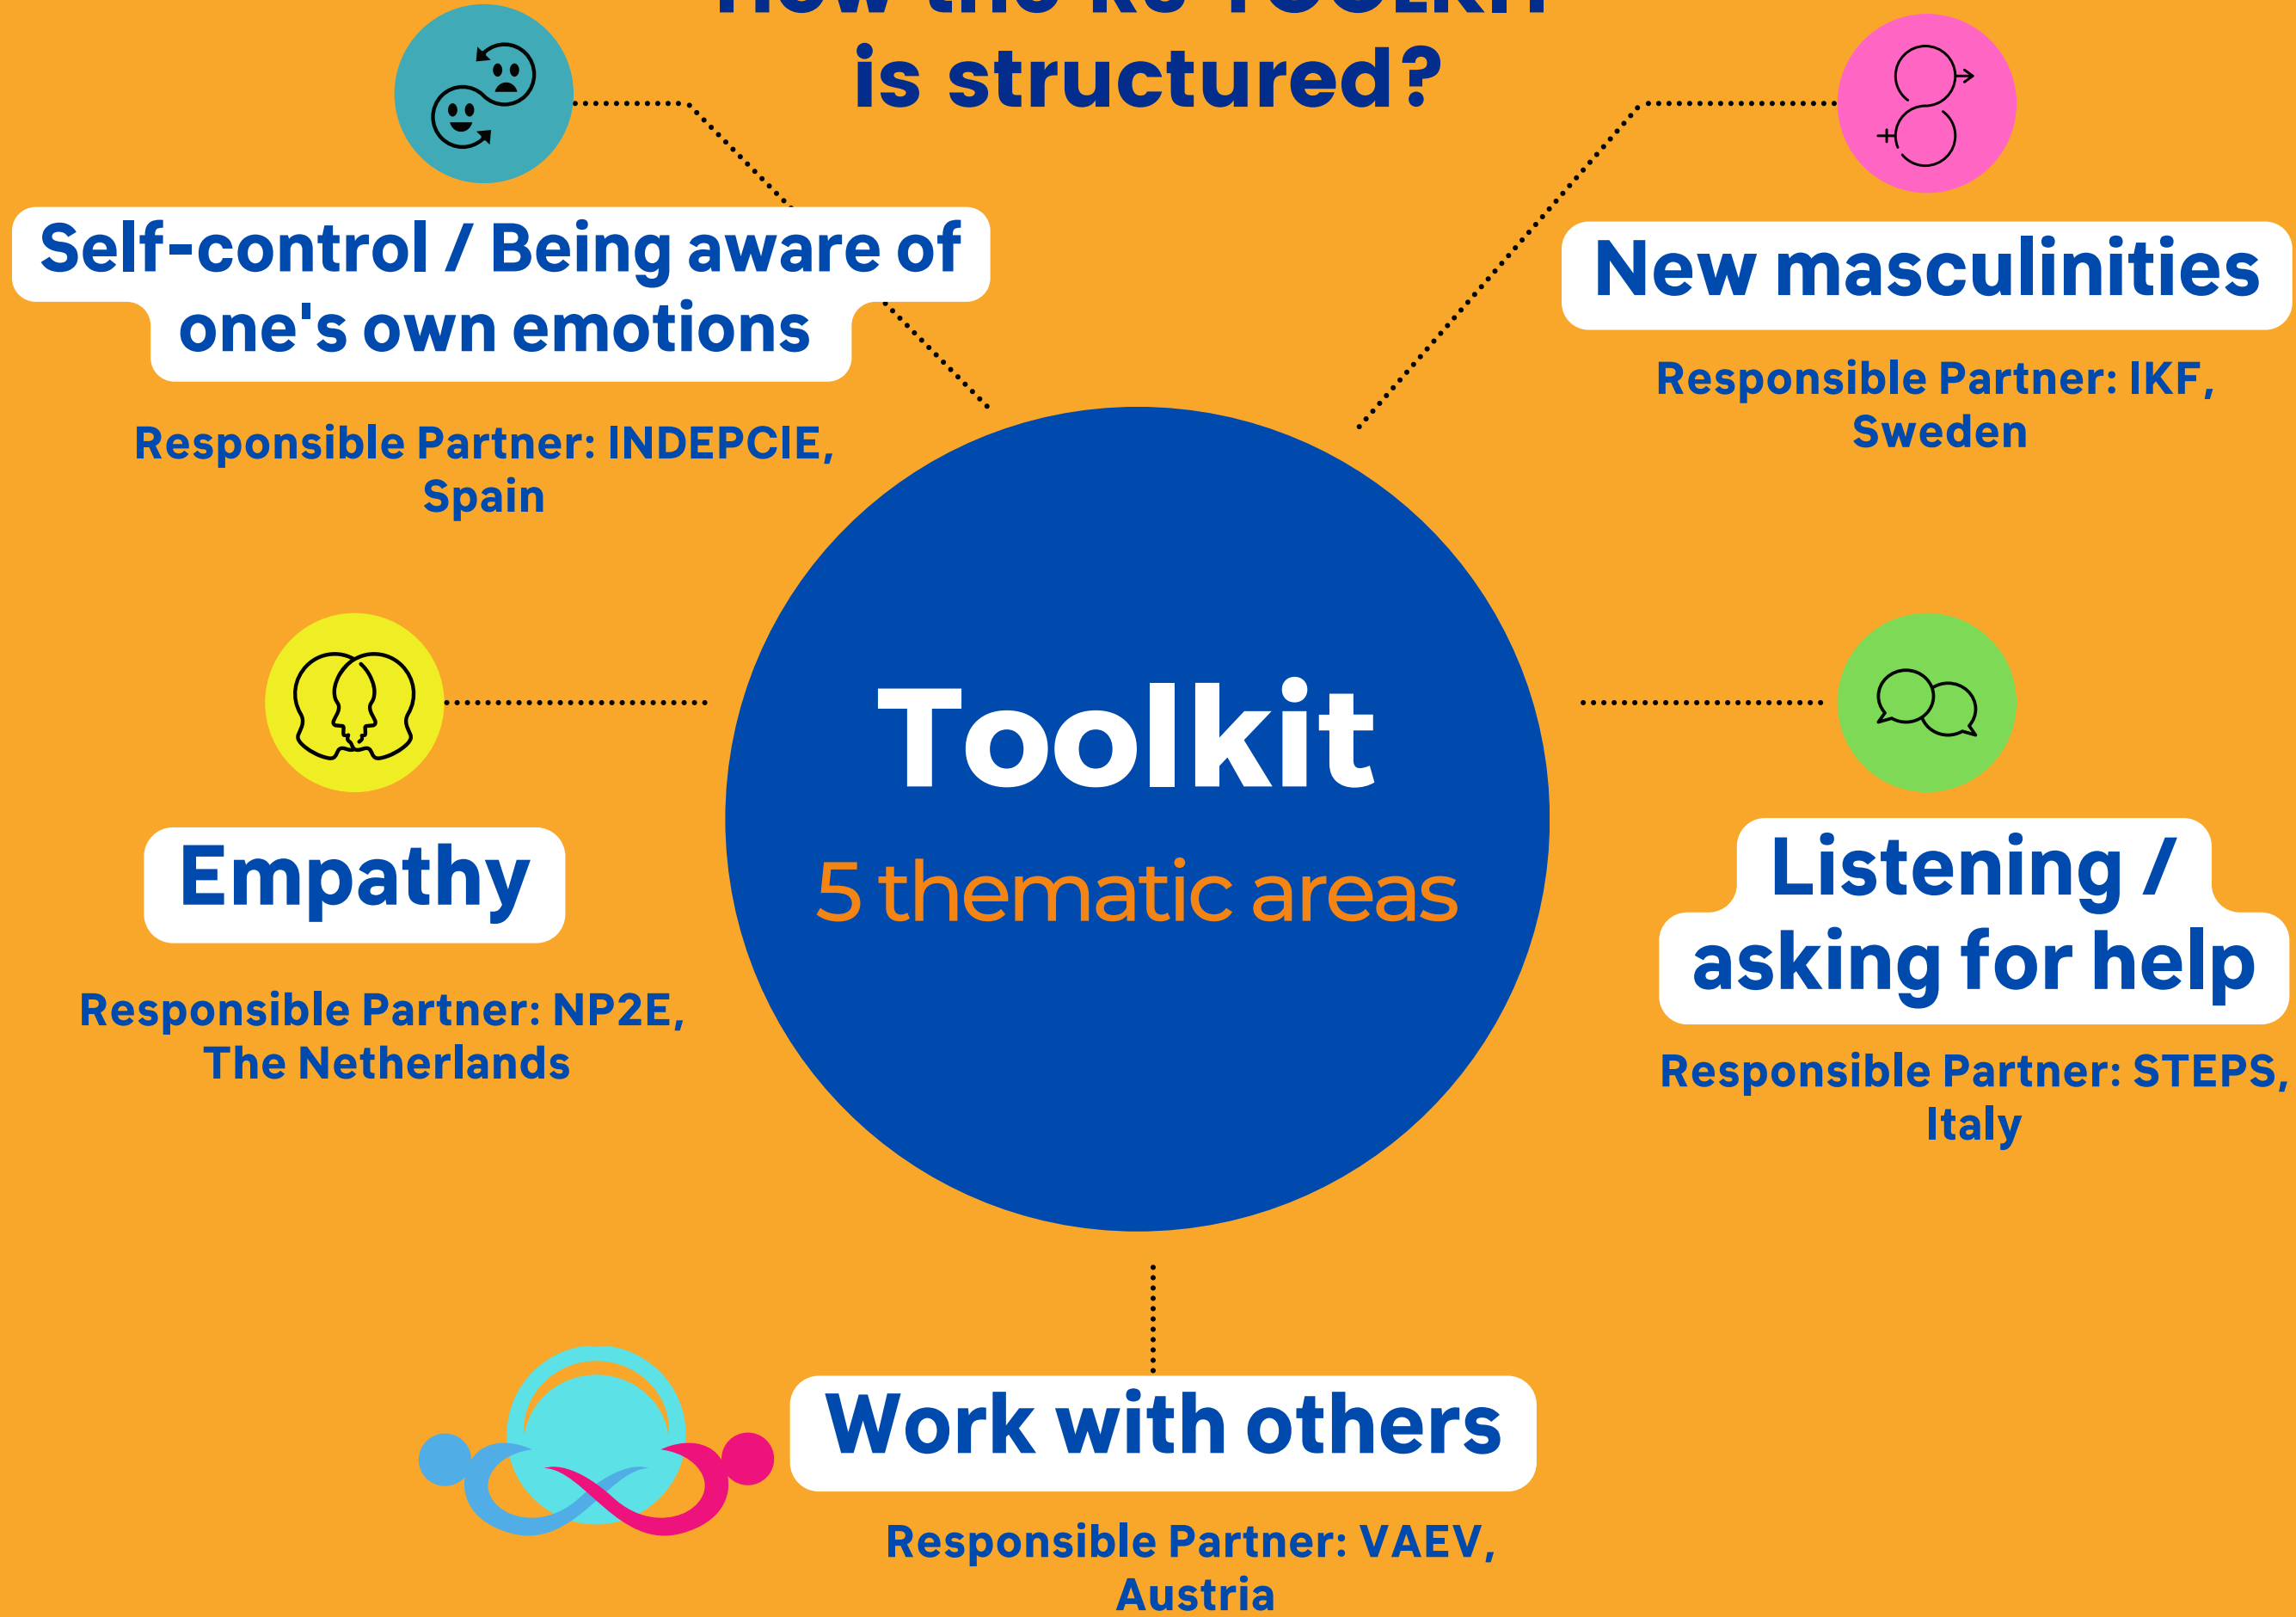 is structured?
Self-control / Being aware of
one's own emotions
Responsible Partner: INDEPCIE,
Spain
New masculinities
Responsible Partner: IKF,
Sweden
Toolkit
5 thematic areas
Empathy
Responsible Partner: NP2E,
The Netherlands
Listening /
asking for help
Responsible Partner: STEPS,
Italy
Work with others
Responsible Partner: VAEV,
Austria